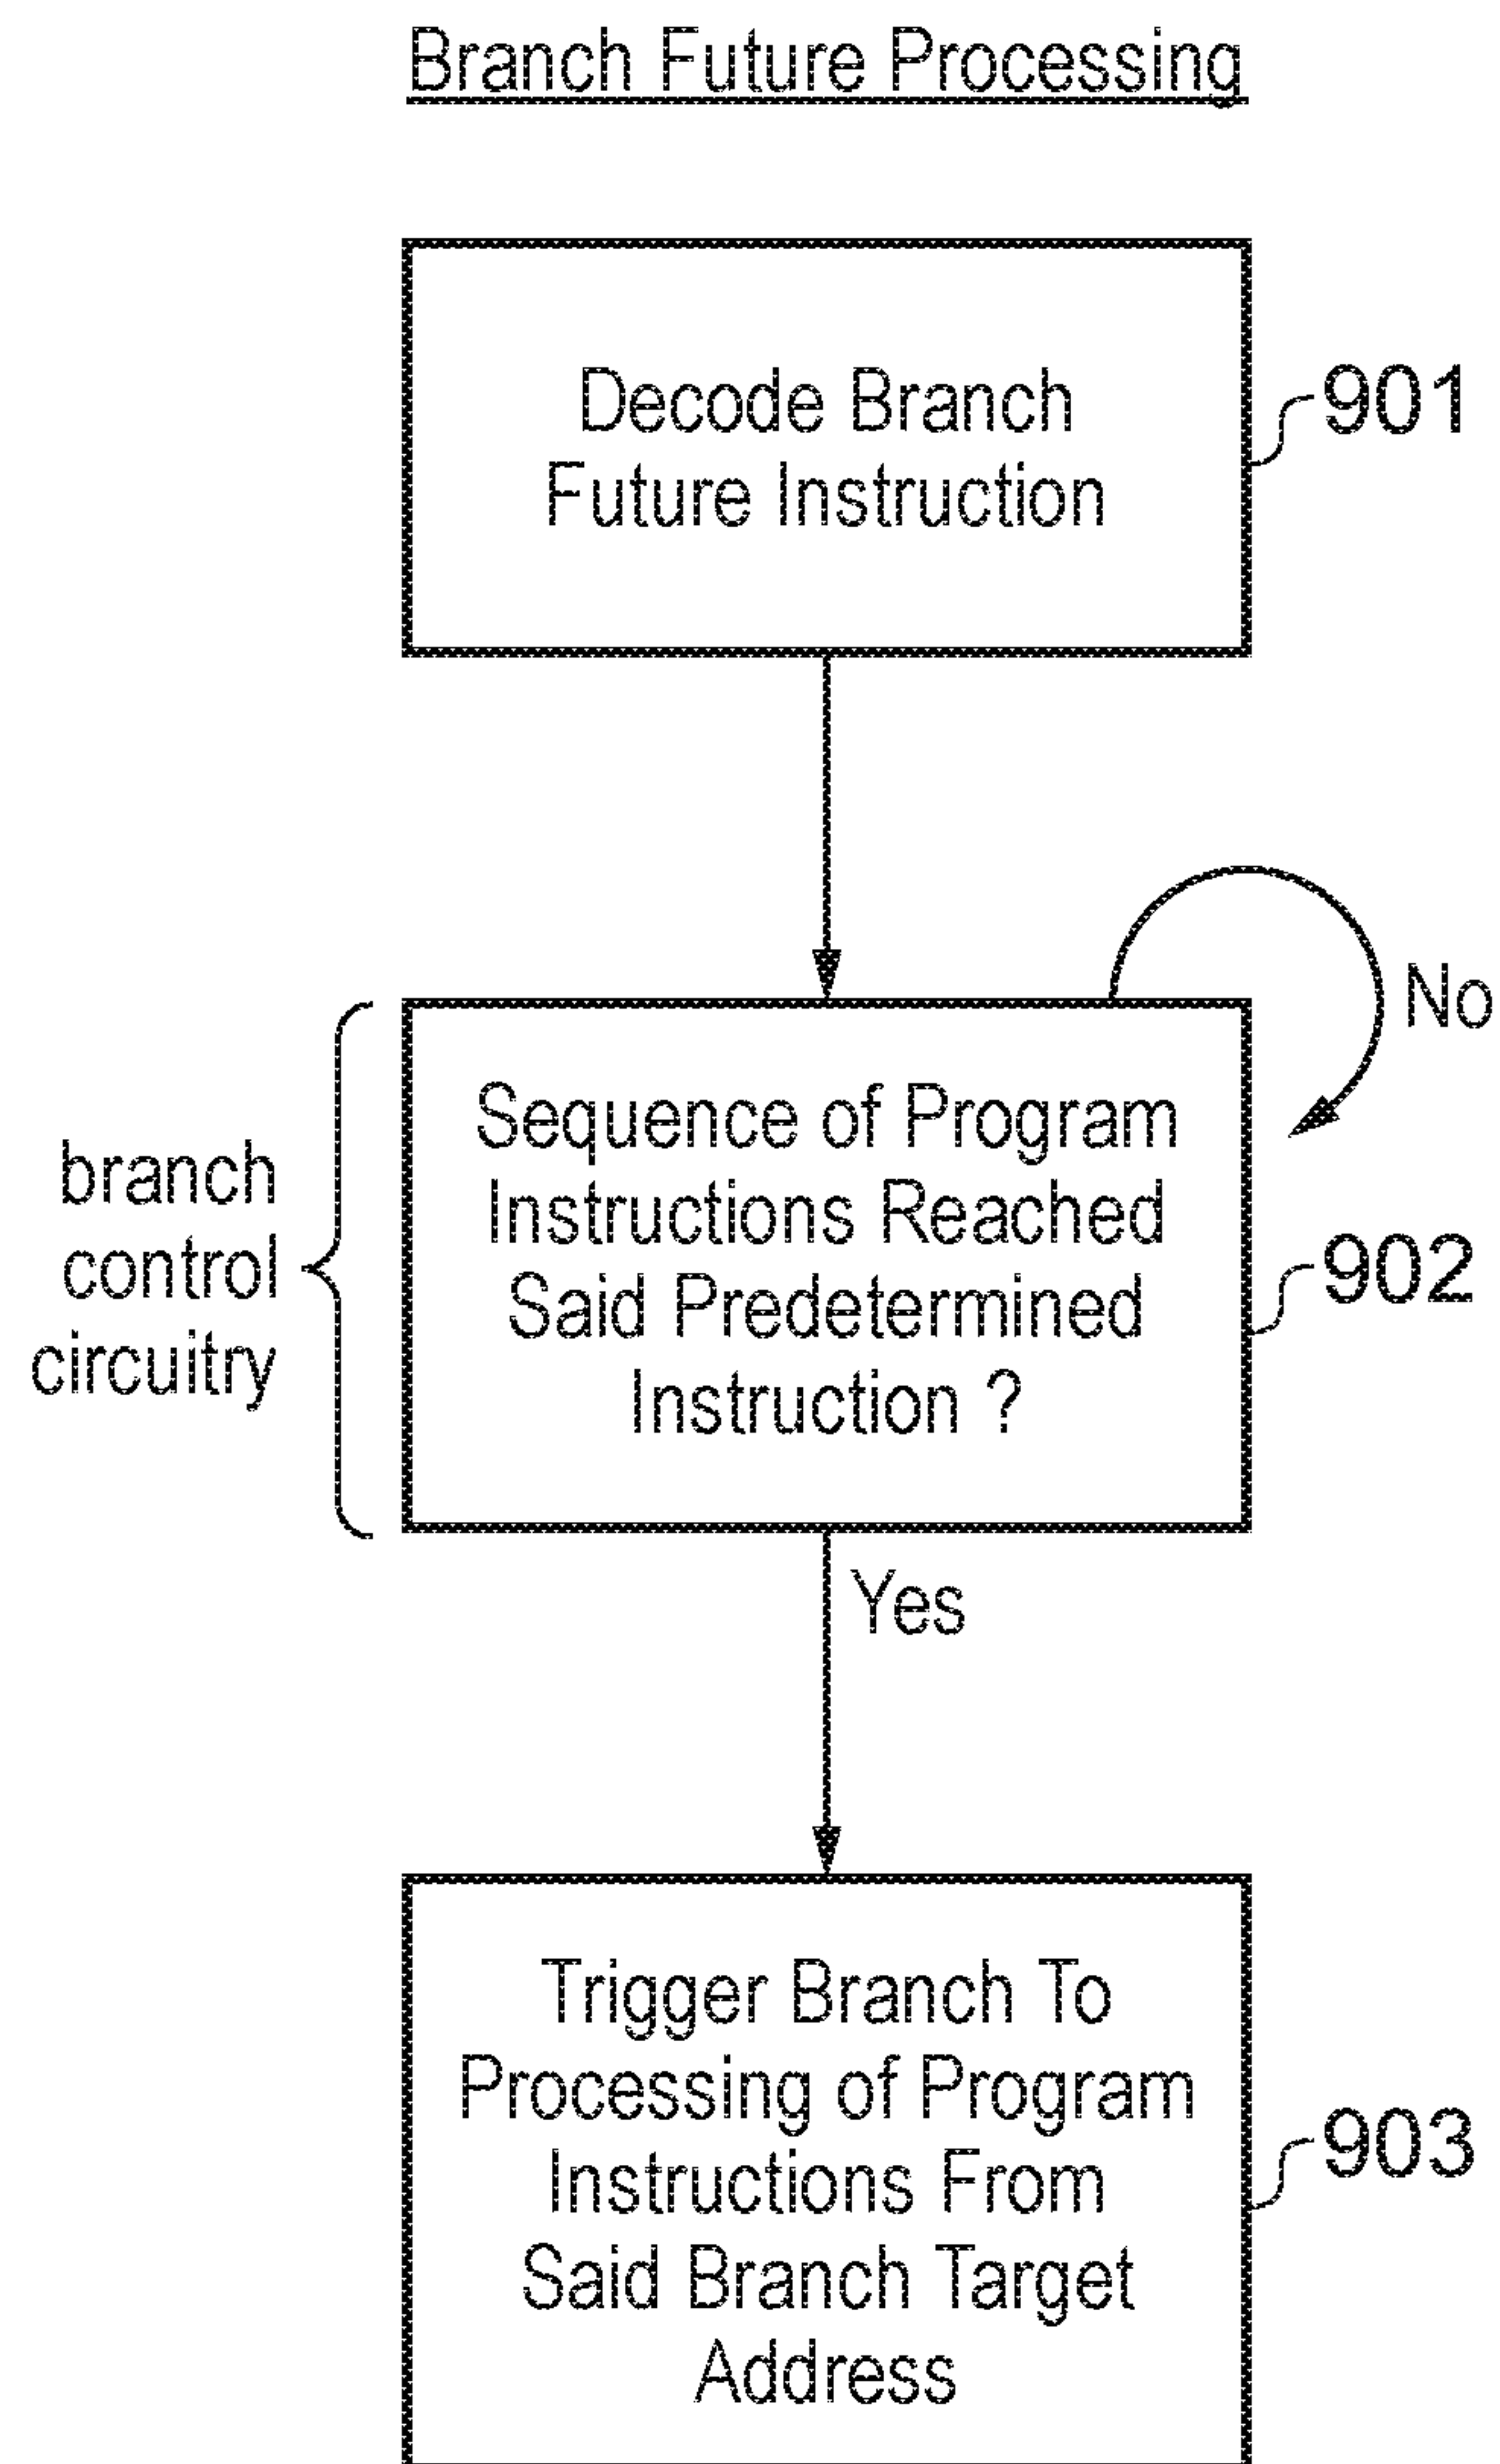 Branch Future Processing
Decode Branch
Future Instruction
901
No
Sequence of Program
Instructions Reached
Said Predetermined
Instruction ?
branch
control
circuitry
902
Yes
Trigger Branch To
Processing of Program
Instructions From
Said Branch Target
Address
903